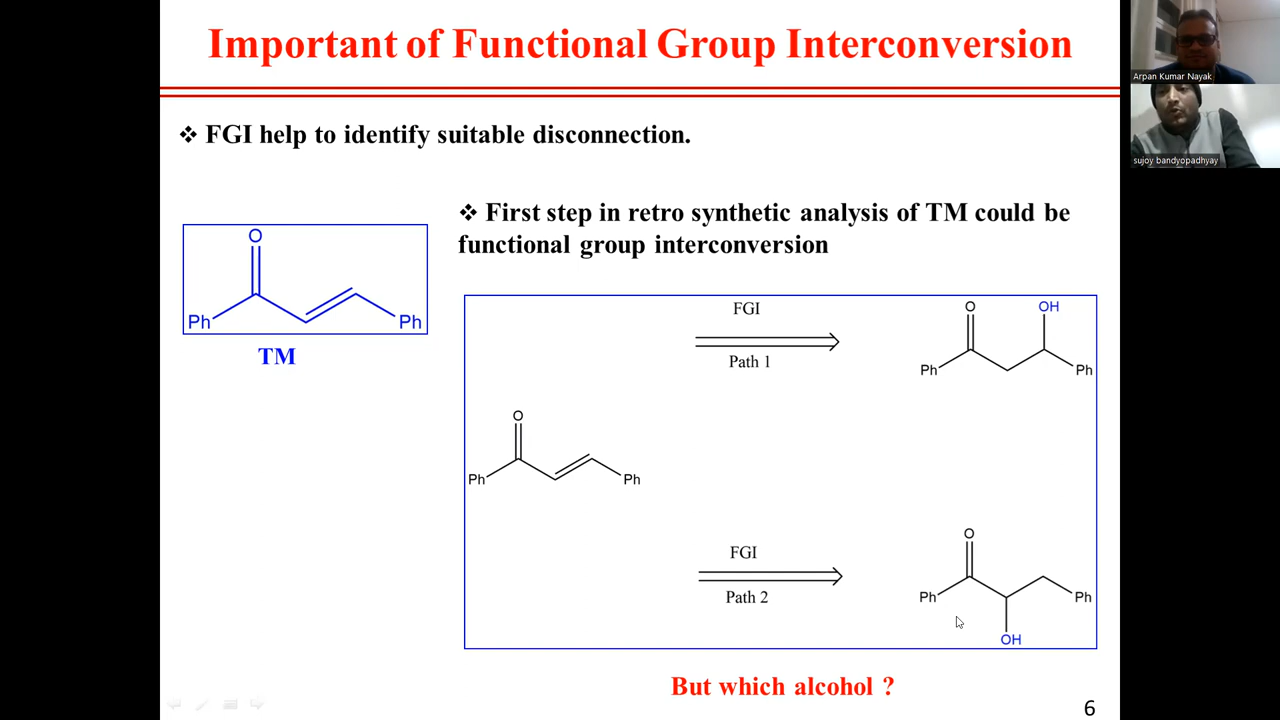 Important of Functional Group Interconversion
Arpan Kumar Nayak
sujoy bandyopadhyay
❖ FGI help to identify suitable disconnection.
❖ First step in retro synthetic analysis of TM could be
functional group interconversion
O
Ph
Ph
TM
FGI
Path 1
O
OH
Ph
Ph
O
Ph
Ph
FGI
Path 2
O
Ph
Ph
OH
But which alcohol ?
6